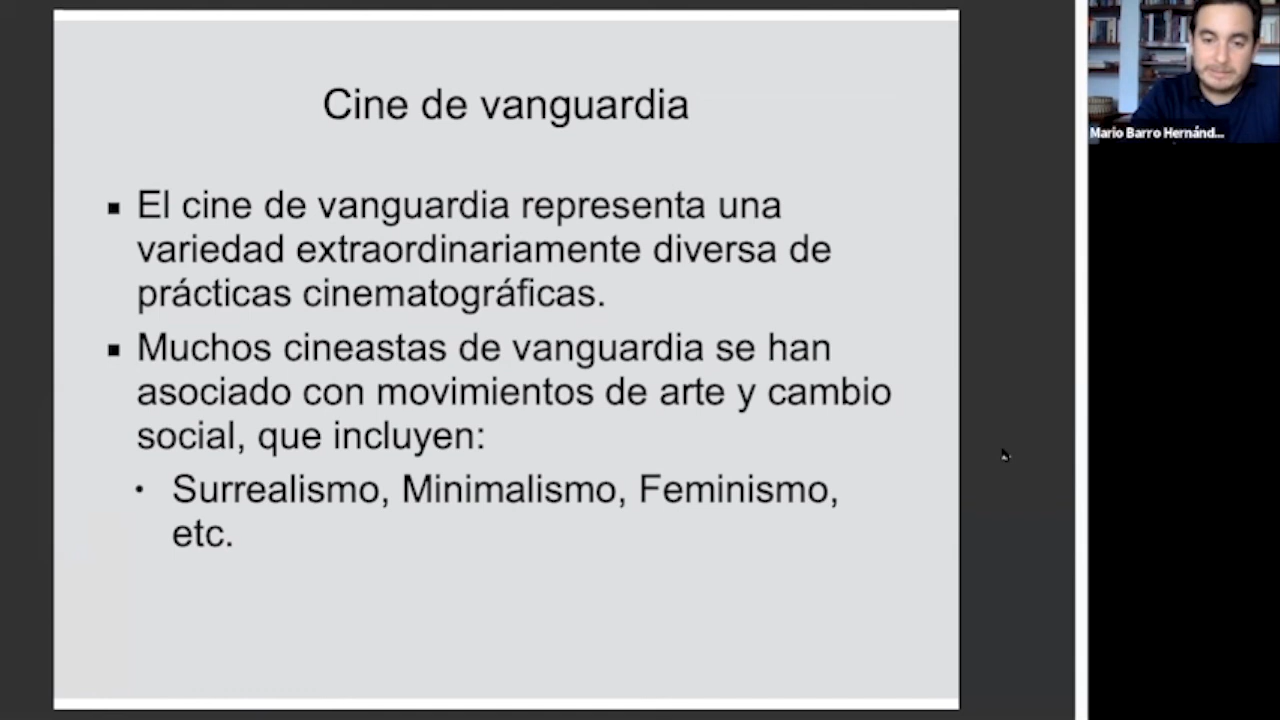 Cine de vanguardia
▪ El cine de vanguardia representa una
variedad extraordinariamente diversa de
prácticas cinematográficas.
▪ Muchos cineastas de vanguardia se han
asociado con movimientos de arte y cambio
social, que incluyen:
• Surrealismo, Minimalismo, Feminismo,
etc.
Mario Barro Hernánd...